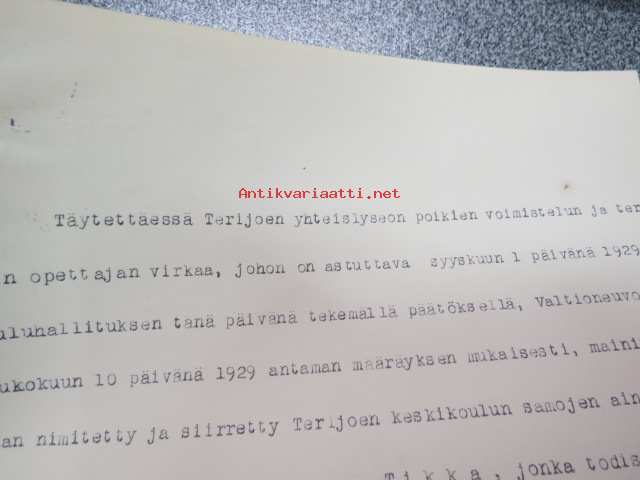 Antikvariaatti.net
Täytettäessä Terijoen yhteislyseon poikien voimistelun ja ter
n opettajan virkaa, johon on astuttava syyskuun 1 päivänä 1929
uluhallituksen tänä päivänä tekemällä päätöksellä, Valtioneuvo
ukokuun 10 päivänä 1929 antaman määräyksen mukaisesti, maini
an nimitetty ja siirretty Terijoen keskikoulun samojen ain
Tikka, jonka todis